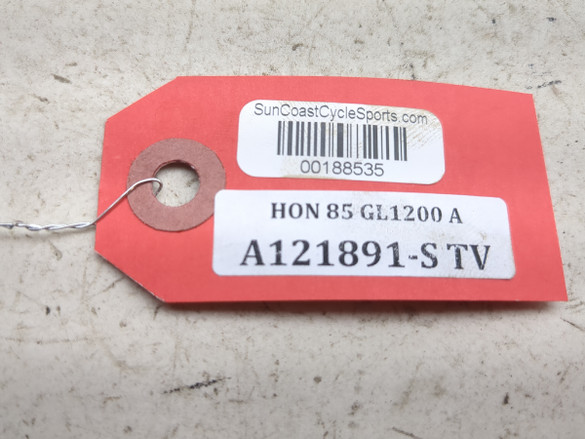 SunCoastCycleSports.com
00188535
HON 85 GL1200 A
A121891-S TV